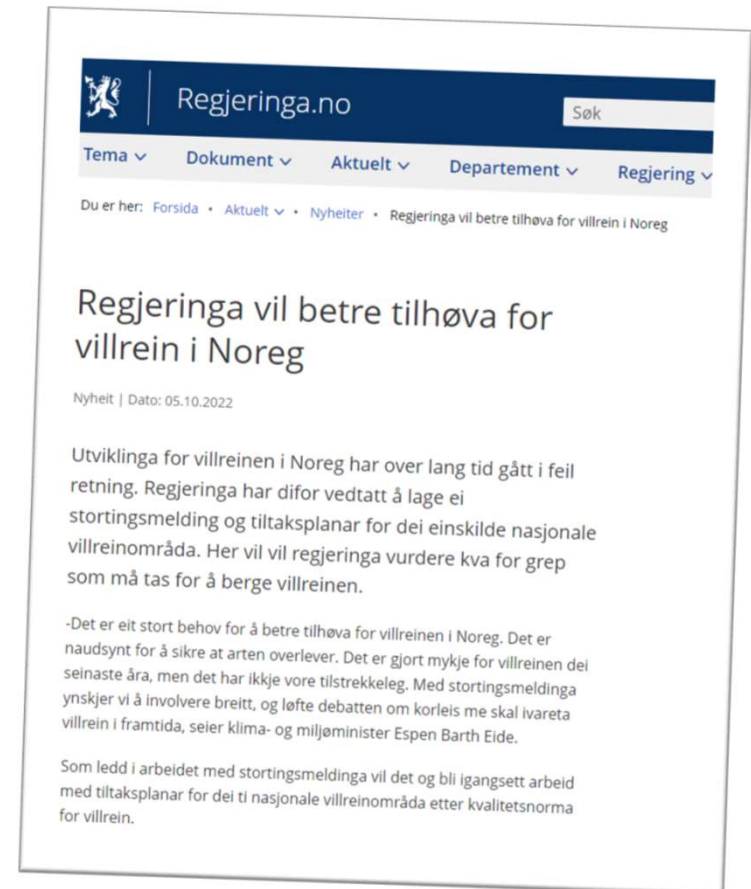 Regjeringa.no
Søk
Tema Dokument Aktuelt Departement Regjering
Du er her: Forsida • Aktuelt • Nyheiter • Regjeringa vil betre tilhøva for villrein i Noreg
Regjeringa vil betre tilhøva for
villrein i Noreg
Nyheit | Dato: 05.10.2022
Utviklinga for villreinen i Noreg har over lang tid gått i feil
retning. Regjeringa har difor vedtatt å lage ei
stortingsmelding og tiltaksplanar for dei einskilde nasjonale
villreinområda. Her vil vil regjeringa vurdere kva for grep
som må tas for å berge villreinen.
-Det er eit stort behov for å betre tilhøva for villreinen i Noreg. Det er
naudsynt for å sikre at arten overlever. Det er gjort mykje for villreinen dei
seinaste åra, men det har ikkje vore tilstrekkeleg. Med stortingsmeldinga
ynskjer vi å involvere breitt, og løfte debatten om korleis me skal ivareta
villrein i framtida, seier klima- og miljøminister Espen Barth Eide.
Som ledd i arbeidet med stortingsmeldinga vil det og bli igangsett arbeid
med tiltaksplanar for dei ti nasjonale villreinområda etter kvalitetsnorma
for villrein.